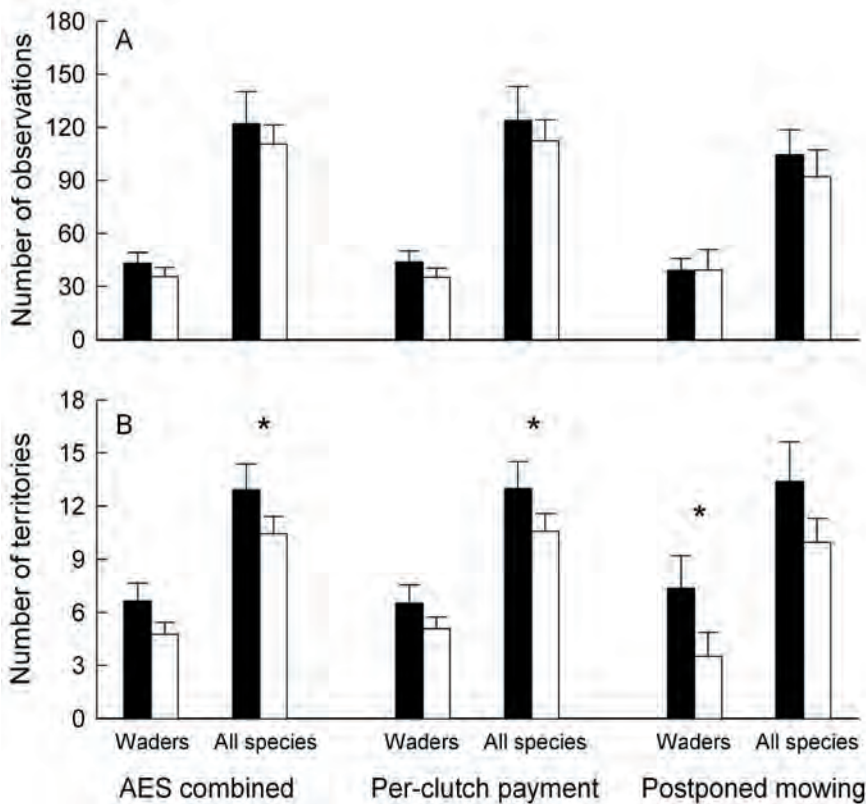 A
Number of observations
180
150
120
90
60
30
0
B
Number of territories
18
15
12
9
6
3
0
* * *
Waders All species Waders All species Waders All species
AES combined Per-clutch payment Postponed mowing